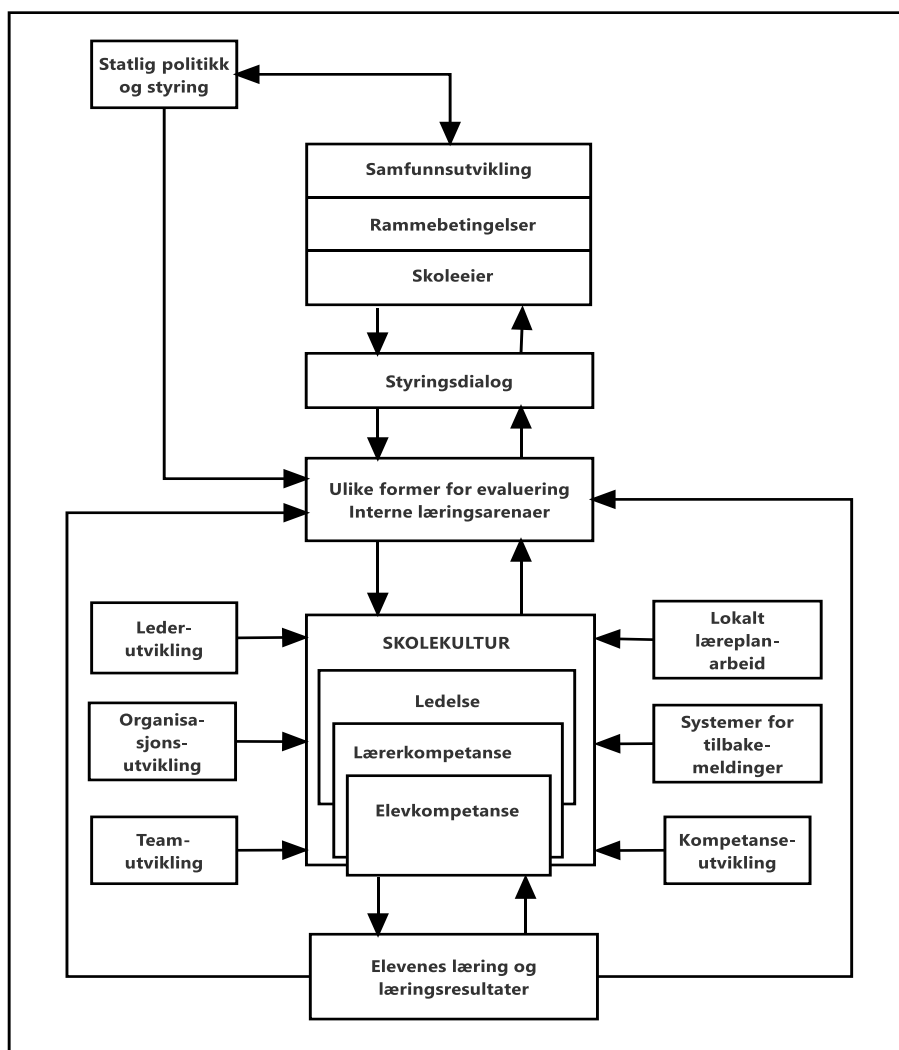 Statlig politikk
og styring
Samfunnsutvikling
Rammebetingelser
Skoleeier
Styringsdialog
Ulike former for evaluering
Interne læringsarenaer
Leder-
utvikling
Organisa-
sjons-
utvikling
Team-
utvikling
SKOLEKULTUR
Ledelse
Lærerkompetanse
Elevkompetanse
Lokalt
læreplan-
arbeid
Systemer for
tilbake-
meldinger
Kompetanse-
utvikling
Elevenes læring og
læringsresultater